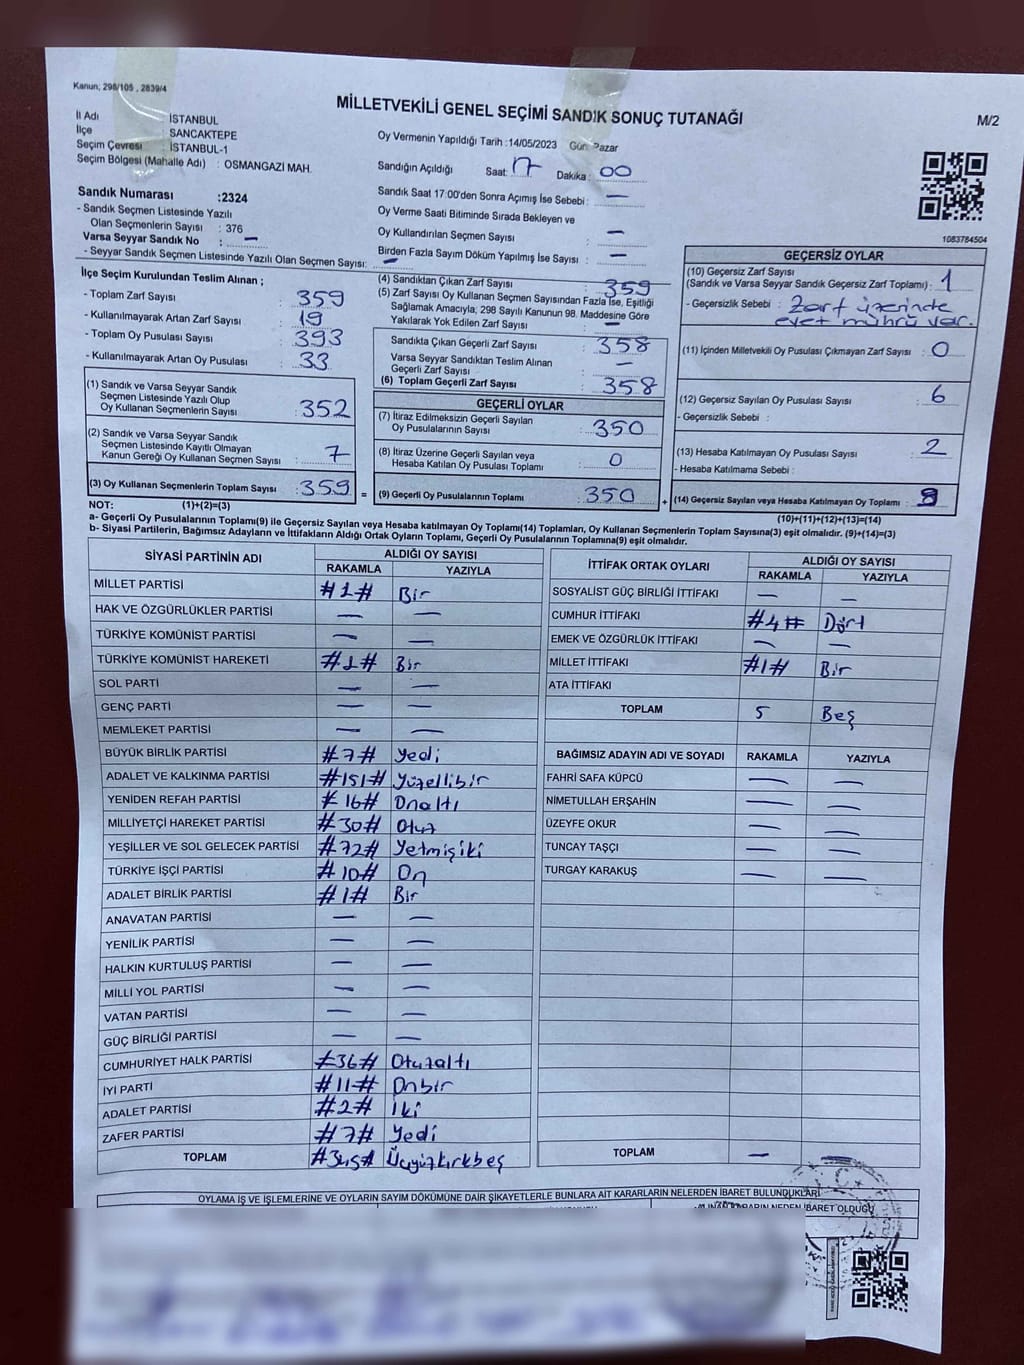 Kanun; 298/105 , 2839/4
MİLLETVEKİLİ GENEL SEÇİMİ SANDIK SONUÇ TUTANAĞI
M/2
İl Adı : İSTANBUL
İlçe : SANCAKTEPE
Seçim Çevresi : İSTANBUL-1
Seçim Bölgesi (Mahalle Adı) : OSMANGAZİ MAH.
Oy Vermenin Yapıldığı Tarih :14/05/2023 Gün: Pazar
Sandığın Açıldığı Saat: 17 Dakika : 00
Sandık Numarası :2324
- Sandık Seçmen Listesinde Yazılı
Olan Seçmenlerin Sayısı : 376
Varsa Seyyar Sandık No : —
- Seyyar Sandık Seçmen Listesinde Yazılı Olan Seçmen Sayısı: —
Sandık Saat 17:00'den Sonra Açımış İse Sebebi : —
Oy Verme Saati Bitiminde Sırada Bekleyen ve
Oy Kullandırılan Seçmen Sayısı : —
Birden Fazla Sayım Döküm Yapılmış İse Sayısı : —
1083784504
İlçe Seçim Kurulundan Teslim Alınan ;
- Toplam Zarf Sayısı : 359
- Kullanılmayarak Artan Zarf Sayısı : 19
- Toplam Oy Pusulası Sayısı : 393
- Kullanılmayarak Artan Oy Pusulası : 33
(1) Sandık ve Varsa Seyyar Sandık
Seçmen Listesinde Yazılı Olup
Oy Kullanan Seçmenlerin Sayısı : 352
(2) Sandık ve Varsa Seyyar Sandık
Seçmen Listesinde Kayıtlı Olmayan
Kanun Gereği Oy Kullanan Seçmen Sayısı : 7
(3) Oy Kullanan Seçmenlerin Toplam Sayısı : 359
(4) Sandıktan Çıkan Zarf Sayısı : 359
(5) Zarf Sayısı Oy Kullanan Seçmen Sayısından Fazla İse, Eşitliği
Sağlamak Amacıyla; 298 Sayılı Kanunun 98. Maddesine Göre
Yakılarak Yok Edilen Zarf Sayısı : —
Sandıkta Çıkan Geçerli Zarf Sayısı : 358
Varsa Seyyar Sandıktan Teslim Alınan
Geçerli Zarf Sayısı : —
(6) Toplam Geçerli Zarf Sayısı : 358
GEÇERLİ OYLAR
(7) İtiraz Edilmeksizin Geçerli Sayılan
Oy Pusulalarının Sayısı : 350
(8) İtiraz Üzerine Geçerli Sayılan veya
Hesaba Katılan Oy Pusulası Toplamı : 0
= (9) Geçerli Oy Pusulalarının Toplamı : 350
GEÇERSİZ OYLAR
(10) Geçersiz Zarf Sayısı
(Sandık ve Varsa Seyyar Sandık Geçersiz Zarf Toplamı) : 1
- Geçersizlik Sebebi : Zarf üzerinde
evet mührü var.
(11) İçinden Milletvekili Oy Pusulası Çıkmayan Zarf Sayısı : 0
(12) Geçersiz Sayılan Oy Pusulası Sayısı : 6
- Geçersizlik Sebebi :
(13) Hesaba Katılmayan Oy Pusulası Sayısı : 2
- Hesaba Katılmama Sebebi :
+ (14) Geçersiz Sayılan veya Hesaba Katılmayan Oy Toplamı : 9
NOT: (1)+(2)=(3)
(10)+(11)+(12)+(13)=(14)
a- Geçerli Oy Pusulalarının Toplamı(9) ile Geçersiz Sayılan veya Hesaba katılmayan Oy Toplamı(14) Toplamları, Oy Kullanan Seçmenlerin Toplam Sayısına(3) eşit olmalıdır. (9)+(14)=(3)
b- Siyasi Partilerin, Bağımsız Adayların ve İttifakların Aldığı Ortak Oyların Toplamı, Geçerli Oy Pusulalarının Toplamına(9) eşit olmalıdır.
SİYASİ PARTİNİN ADI ALDIĞI OY SAYISI
RAKAMLA YAZIYLA
MİLLET PARTİSİ #1# Bir
HAK VE ÖZGÜRLÜKLER PARTİSİ — —
TÜRKİYE KOMÜNİST PARTİSİ — —
TÜRKİYE KOMÜNİST HAREKETİ #1# Bir
SOL PARTİ — —
GENÇ PARTİ — —
MEMLEKET PARTİSİ — —
BÜYÜK BİRLİK PARTİSİ #7# Yedi
ADALET VE KALKINMA PARTİSİ #151# Yüzellibir
YENİDEN REFAH PARTİSİ #16# Onaltı
MİLLİYETÇİ HAREKET PARTİSİ #30# Otuz
YEŞİLLER VE SOL GELECEK PARTİSİ #72# Yetmişiki
TÜRKİYE İŞÇİ PARTİSİ #10# On
ADALET BİRLİK PARTİSİ #1# Bir
ANAVATAN PARTİSİ — —
YENİLİK PARTİSİ — —
HALKIN KURTULUŞ PARTİSİ — —
MİLLİ YOL PARTİSİ — —
VATAN PARTİSİ — —
GÜÇ BİRLİĞİ PARTİSİ — —
CUMHURİYET HALK PARTİSİ #36# Otuzaltı
İYİ PARTİ #11# Onbir
ADALET PARTİSİ #2# İki
ZAFER PARTİSİ #7# Yedi
TOPLAM #345# Üçyüzkırkbeş
İTTİFAK ORTAK OYLARI ALDIĞI OY SAYISI
RAKAMLA YAZIYLA
SOSYALİST GÜÇ BİRLİĞİ İTTİFAKI — —
CUMHUR İTTİFAKI #4# Dört
EMEK VE ÖZGÜRLÜK İTTİFAKI — —
MİLLET İTTİFAKI #1# Bir
ATA İTTİFAKI
TOPLAM 5 Beş
BAĞIMSIZ ADAYIN ADI VE SOYADI RAKAMLA YAZIYLA
FAHRİ SAFA KÜPCÜ — —
NİMETULLAH ERŞAHİN — —
ÜZEYFE OKUR — —
TUNCAY TAŞÇI — —
TURGAY KARAKUŞ — —
TOPLAM —
OYLAMA İŞ VE İŞLEMLERİNE VE OYLARIN SAYIM DÖKÜMÜNE DAİR ŞİKAYETLERLE BUNLARA AİT KARARLARIN NELERDEN İBARET BULUNDUKLARI
KARARIN NEDEN İBARET OLDUĞU